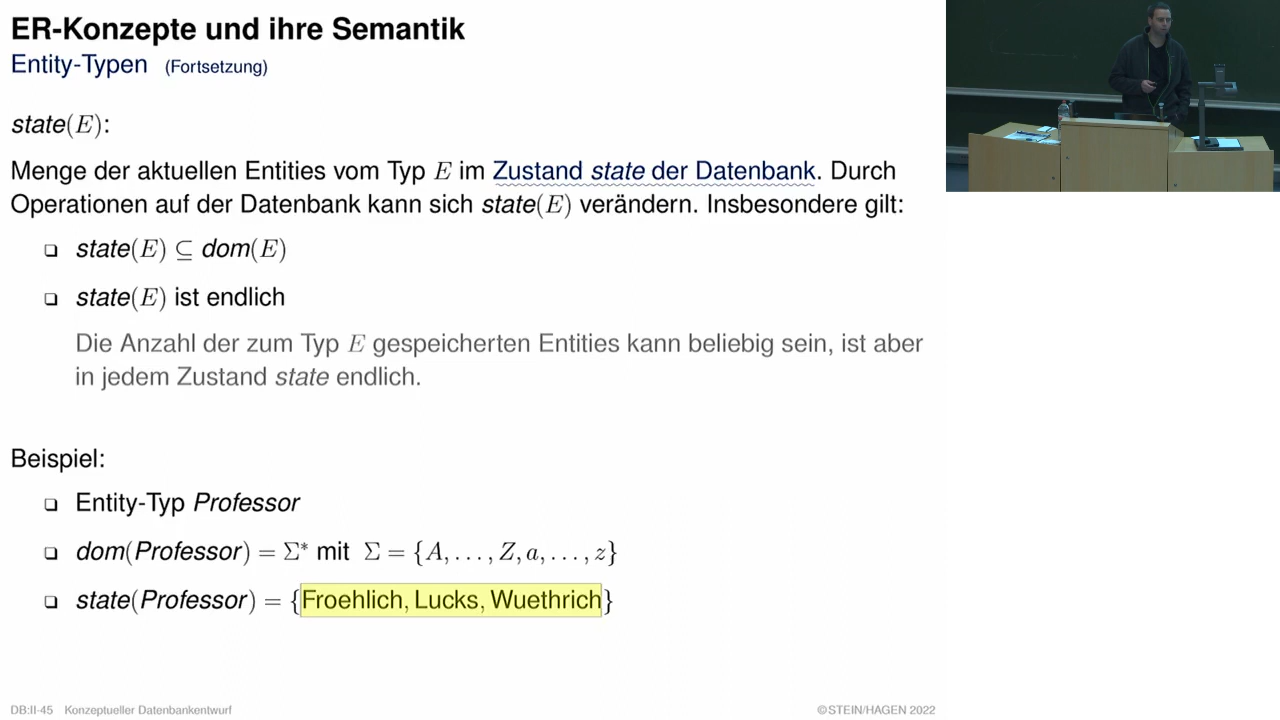 ER-Konzepte und ihre Semantik
Entity-Typen (Fortsetzung)
state(E):
Menge der aktuellen Entities vom Typ E im Zustand state der Datenbank. Durch
Operationen auf der Datenbank kann sich state(E) verändern. Insbesondere gilt:
❑ state(E) ⊆ dom(E)
❑ state(E) ist endlich
Die Anzahl der zum Typ E gespeicherten Entities kann beliebig sein, ist aber
in jedem Zustand state endlich.
Beispiel:
❑ Entity-Typ Professor
❑ dom(Professor) = Σ* mit Σ = {A, . . . , Z, a, . . . , z}
❑ state(Professor) = {Froehlich, Lucks, Wuethrich}
DB:II-45 Konzeptueller Datenbankentwurf ©STEIN/HAGEN 2022